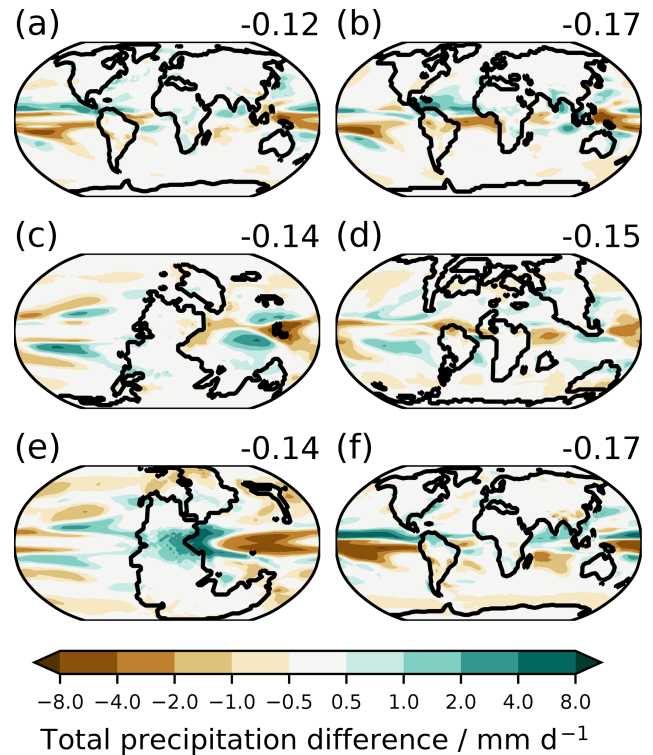 (a) -0.12 (b) -0.17
(c) -0.14 (d) -0.15
(e) -0.14 (f) -0.17
−8.0 −4.0 −2.0 −1.0 −0.5 0.5 1.0 2.0 4.0 8.0
Total precipitation difference / mm d⁻¹